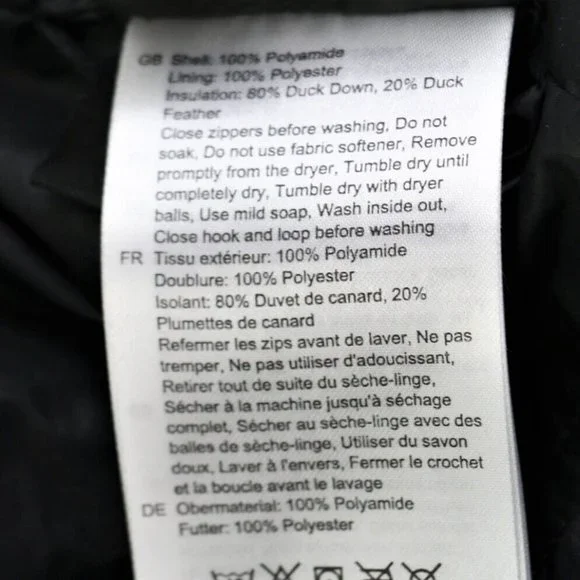 GB Shell: 100% Polyamide
Lining: 100% Polyester
Insulation: 80% Duck Down, 20% Duck
Feather
Close zippers before washing, Do not
soak, Do not use fabric softener, Remove
promptly from the dryer, Tumble dry until
completely dry, Tumble dry with dryer
balls, Use mild soap, Wash inside out,
Close hook and loop before washing
FR Tissu extérieur: 100% Polyamide
Doublure: 100% Polyester
Isolant: 80% Duvet de canard, 20%
Plumettes de canard
Refermer les zips avant de laver, Ne pas
tremper, Ne pas utiliser d'adoucissant,
Retirer tout de suite du sèche-linge,
Sécher à la machine jusqu'à séchage
complet, Sécher au sèche-linge avec des
balles de sèche-linge, Utiliser du savon
doux, Laver à l'envers, Fermer le crochet
et la boucle avant le lavage
DE Obermaterial: 100% Polyamide
Futter: 100% Polyester